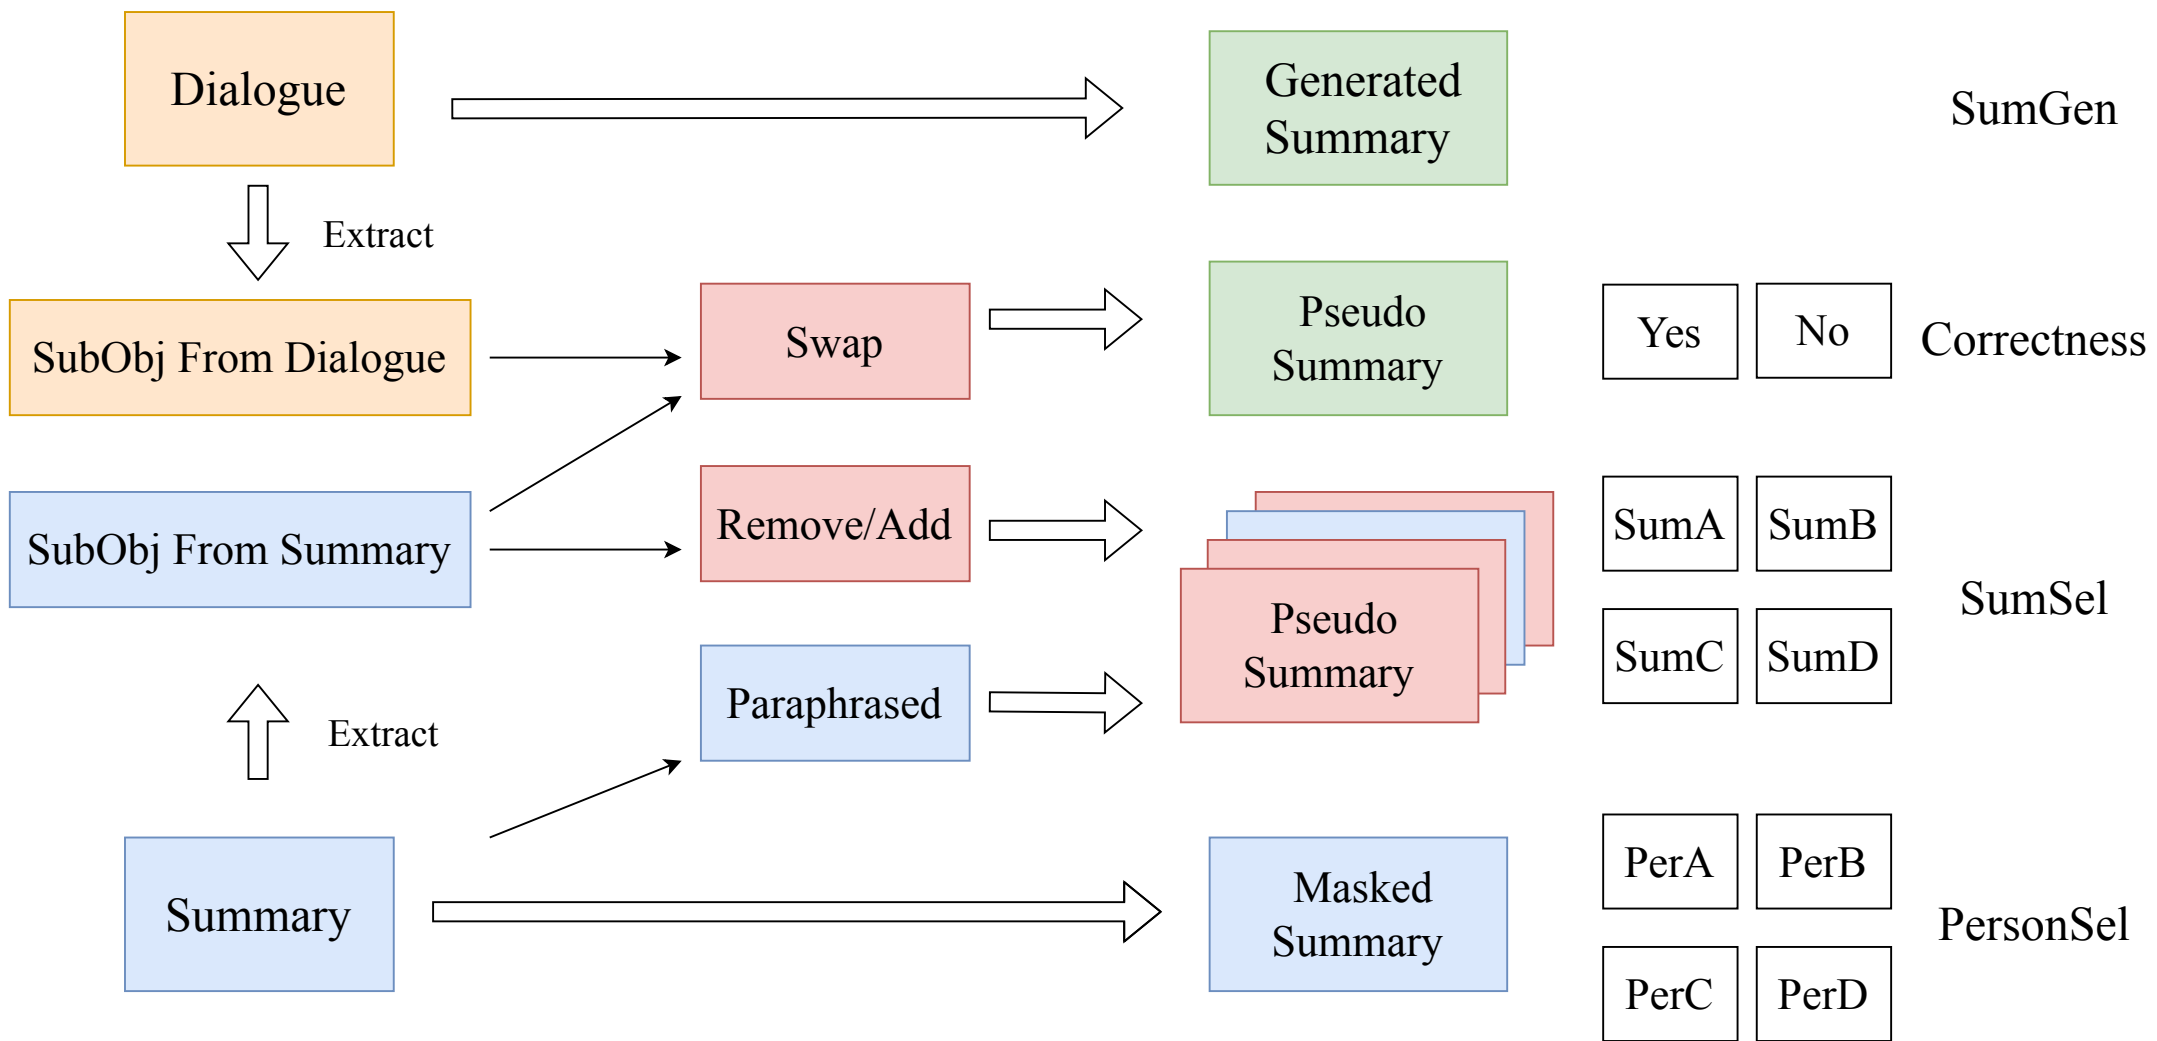 Dialogue
Generated
Summary
SumGen
Extract
SubObj From Dialogue
Swap
Pseudo
Summary
Yes
No
Correctness
SubObj From Summary
Remove/Add
Pseudo
Summary
SumA
SumB
SumC
SumD
SumSel
Paraphrased
Extract
Summary
Masked
Summary
PerA
PerB
PerC
PerD
PersonSel